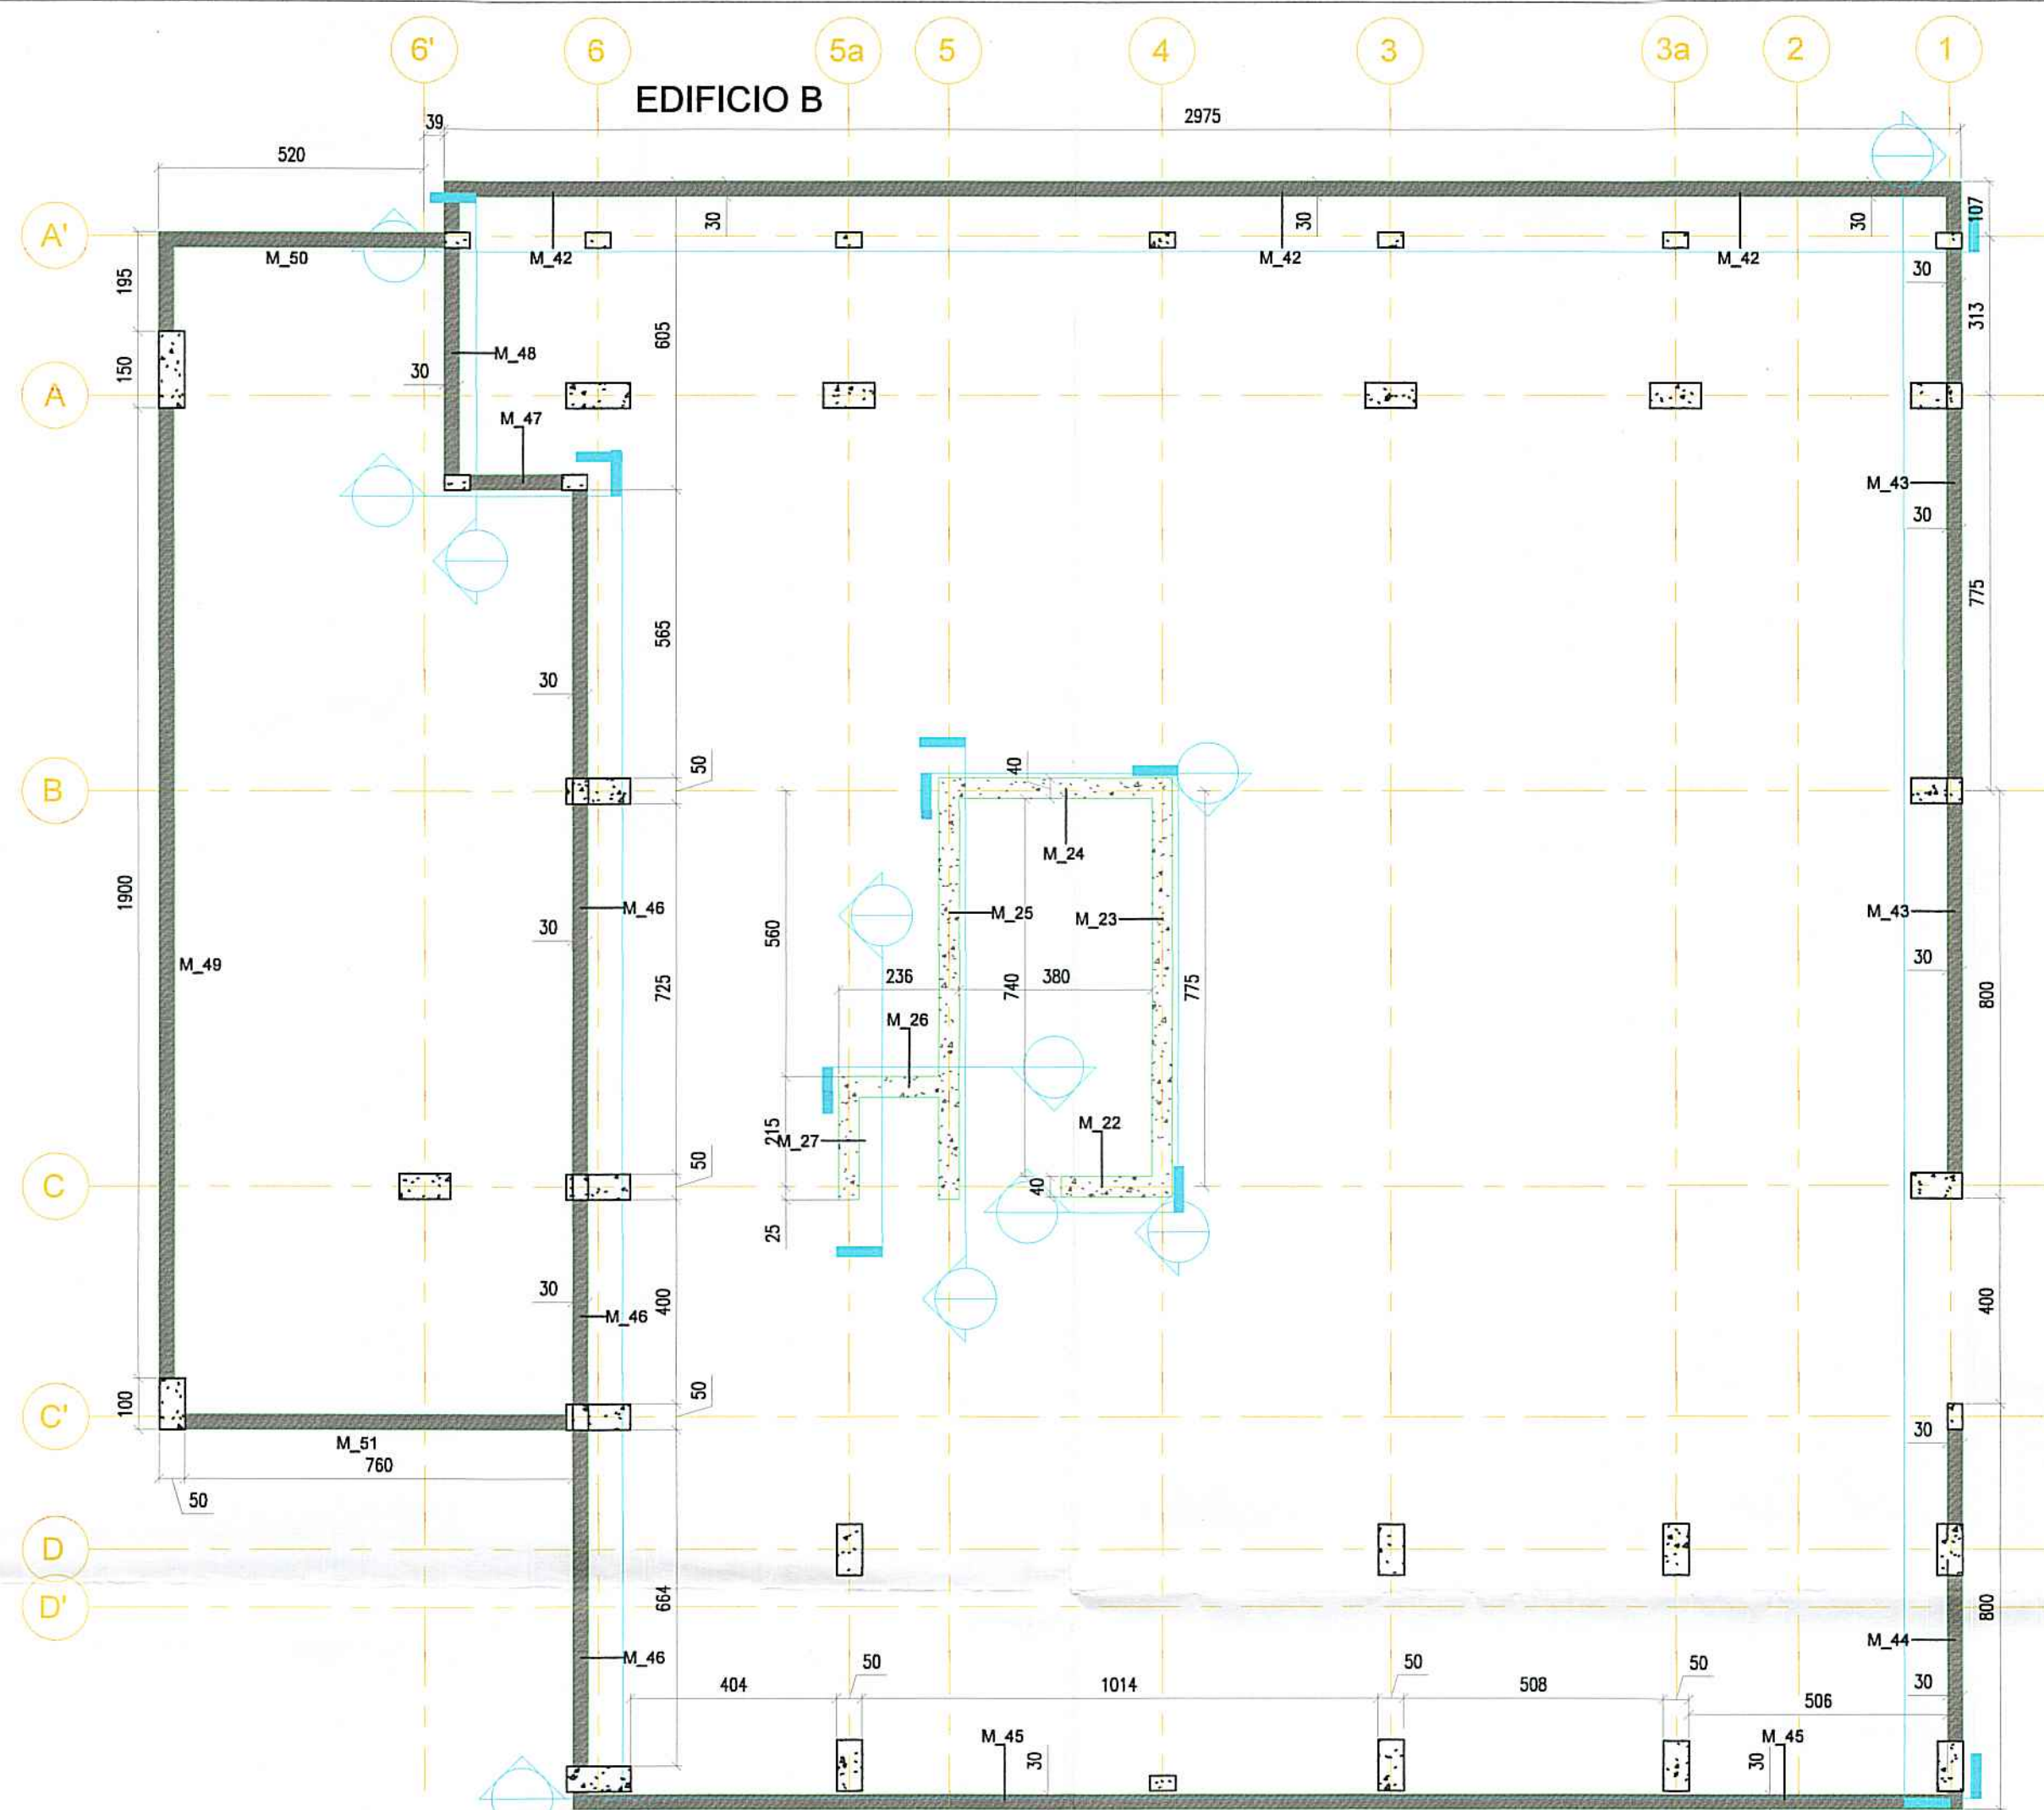 6' 6 5a 5 4 3 3a 2 1
EDIFICIO B
39
2975
520
A'
107
30
30
30
M_50
M_42
M_42
M_42
30
195
313
605
M_48
150
30
A
M_47
M_43
30
565
775
30
50
B
40
M_24
1900
M_46
M_25
M_23
M_43
30
560
30
M_49
236
740
380
725
775
800
M_26
M_22
215
M_27
50
C
40
25
30
400
400
M_46
50
100
C'
30
M_51
760
50
D
D'
664
800
M_46
M_44
50
50
50
404
1014
508
30
506
M_45
M_45
30
30